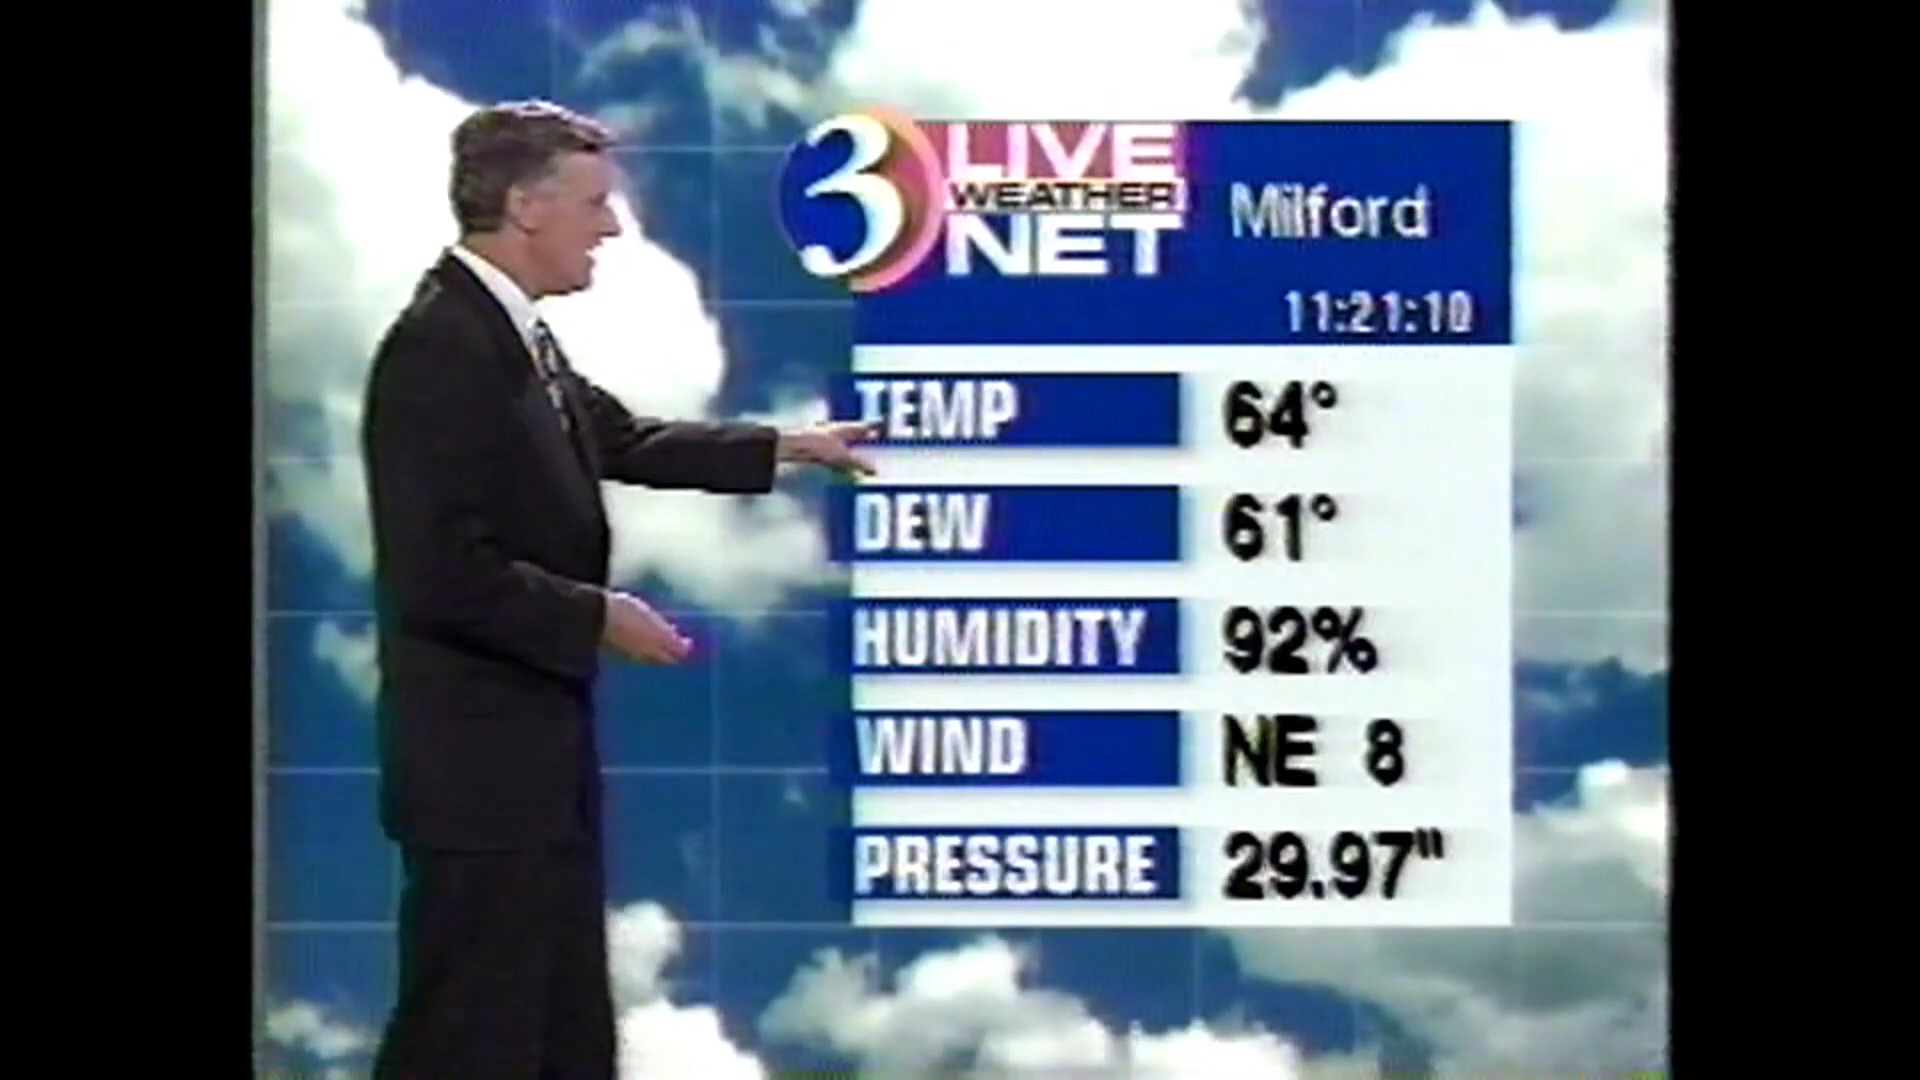 3 LIVE
WEATHER
NET
Milford
11:21:10
TEMP 64°
DEW 61°
HUMIDITY 92%
WIND NE 8
PRESSURE 29.97"